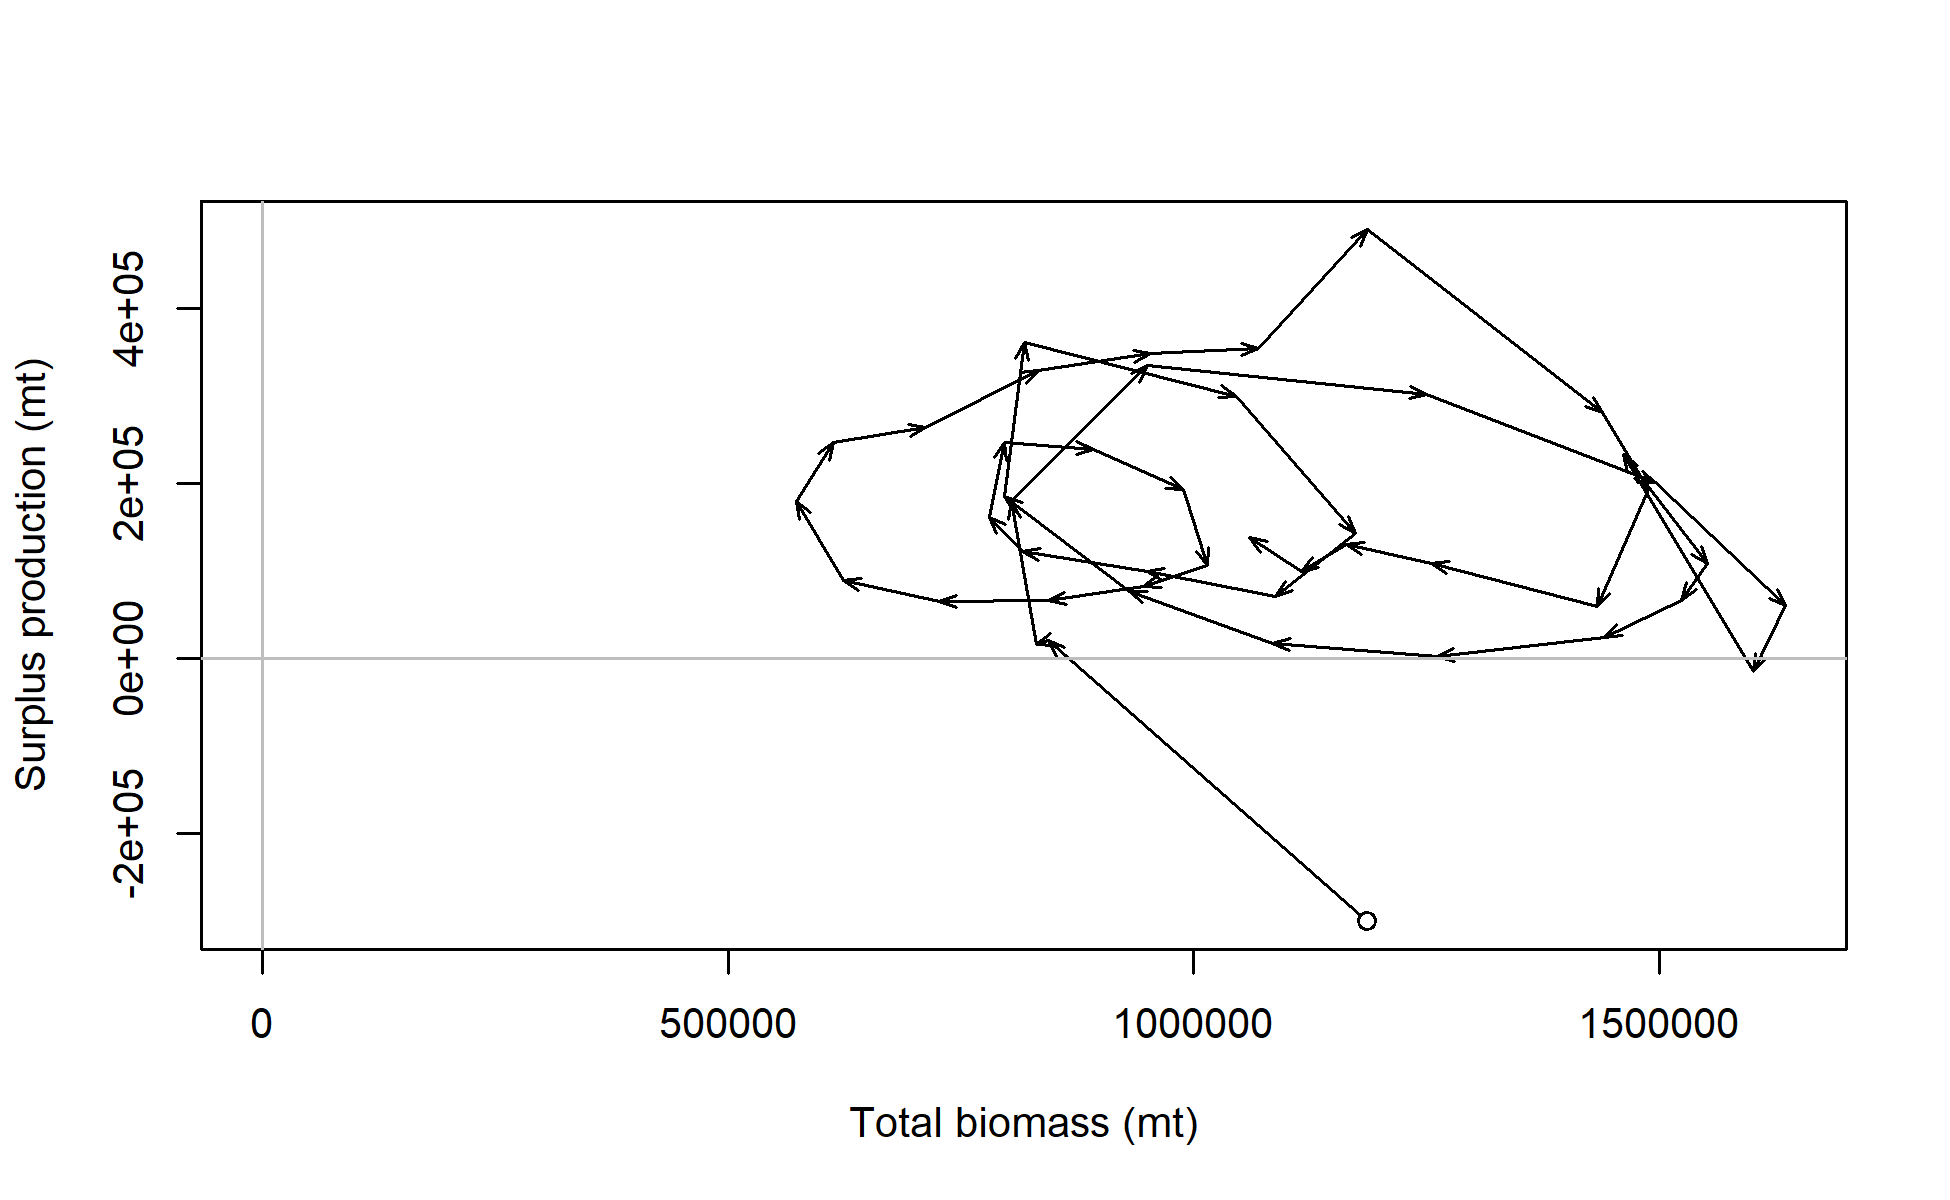 Surplus production (mt)
4e+05
2e+05
0e+00
-2e+05
0 500000 1000000 1500000
Total biomass (mt)